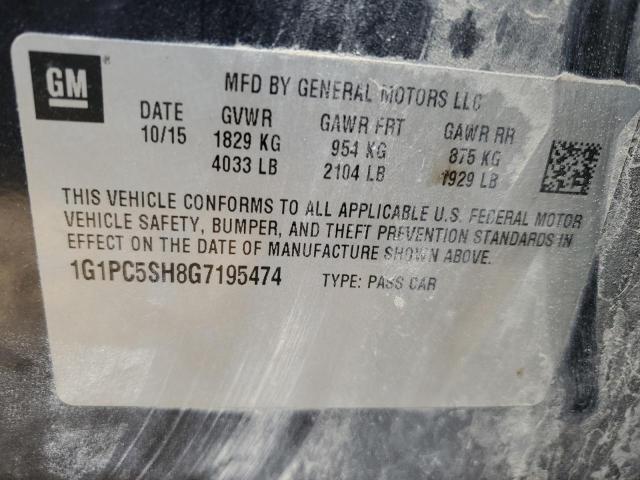 GM
MFD BY GENERAL MOTORS LLC
DATE GVWR GAWR FRT GAWR RR
10/15 1829 KG 954 KG 875 KG
4033 LB 2104 LB 1929 LB
THIS VEHICLE CONFORMS TO ALL APPLICABLE U.S. FEDERAL MOTOR
VEHICLE SAFETY, BUMPER, AND THEFT PREVENTION STANDARDS IN
EFFECT ON THE DATE OF MANUFACTURE SHOWN ABOVE.
1G1PC5SH8G7195474 TYPE: PASS CAR